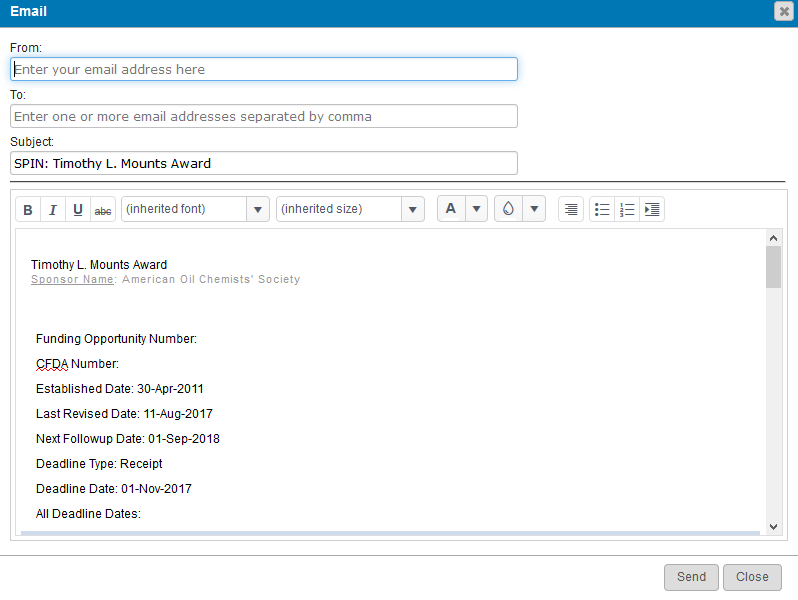 Email
From:
Enter your email address here
To:
Enter one or more email addresses separated by comma
Subject:
SPIN: Timothy L. Mounts Award
B I U abc (inherited font) (inherited size) A
Timothy L. Mounts Award
Sponsor Name: American Oil Chemists' Society
Funding Opportunity Number:
CFDA Number:
Established Date: 30-Apr-2011
Last Revised Date: 11-Aug-2017
Next Followup Date: 01-Sep-2018
Deadline Type: Receipt
Deadline Date: 01-Nov-2017
All Deadline Dates:
Send Close